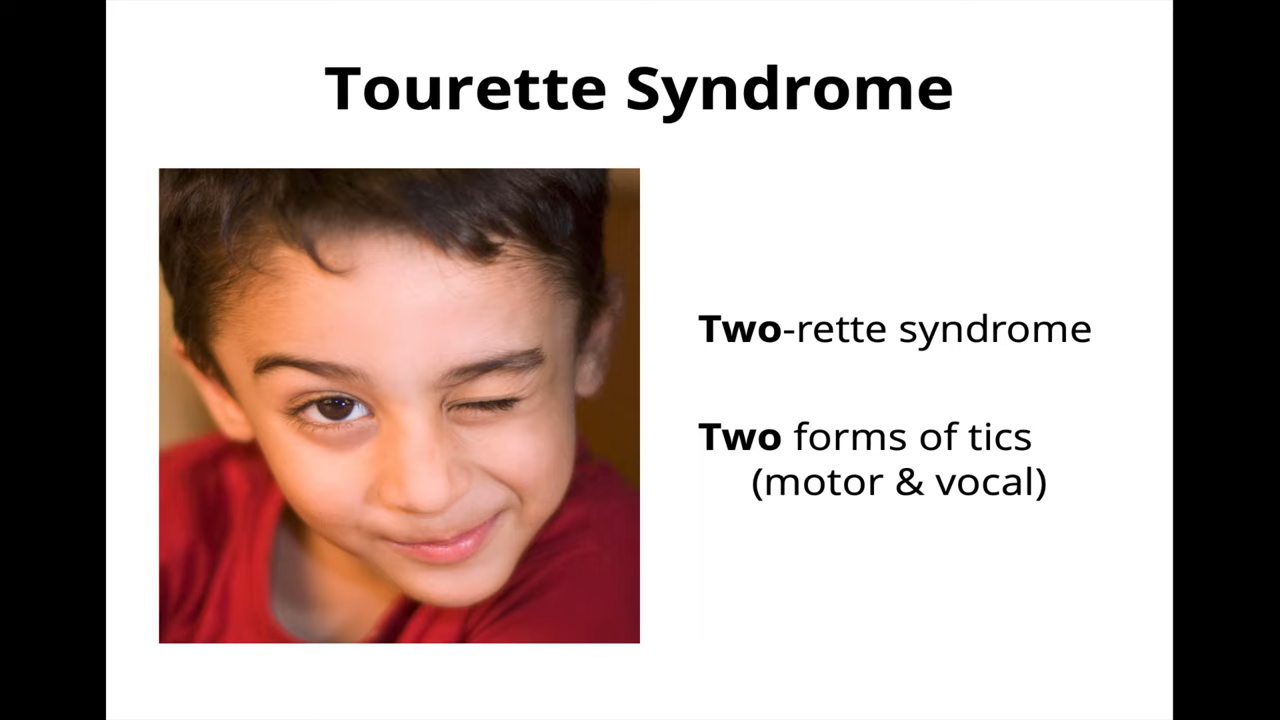 Tourette Syndrome
Two-rette syndrome
Two forms of tics
(motor & vocal)